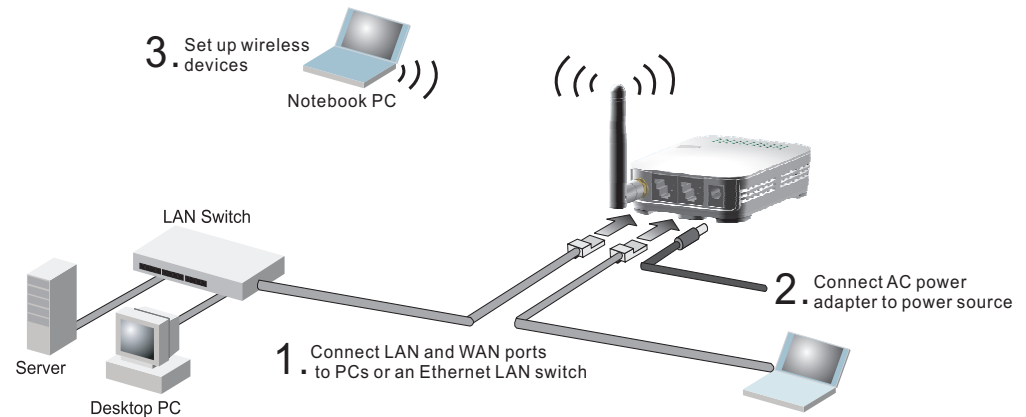 3. Set up wireless
devices
Notebook PC
LAN Switch
2. Connect AC power
adapter to power source
1. Connect LAN and WAN ports
to PCs or an Ethernet LAN switch
Server
Desktop PC